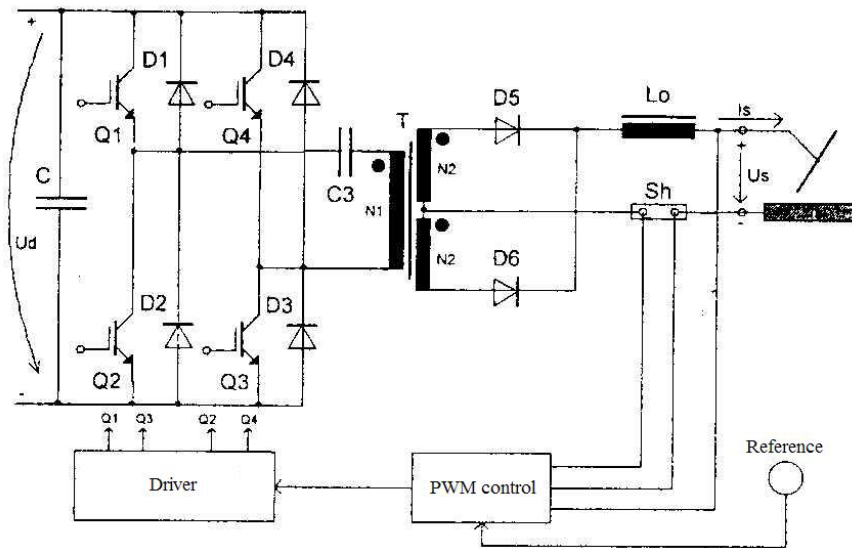 +
D1
D4
Q1
Q4
C
Ud
C3
T
N1
N2
N2
D5
D6
Lo
Is
+
Us
-
Sh
D2
D3
Q2
Q3
-
Q1
Q3
Q2
Q4
Driver
PWM control
Reference